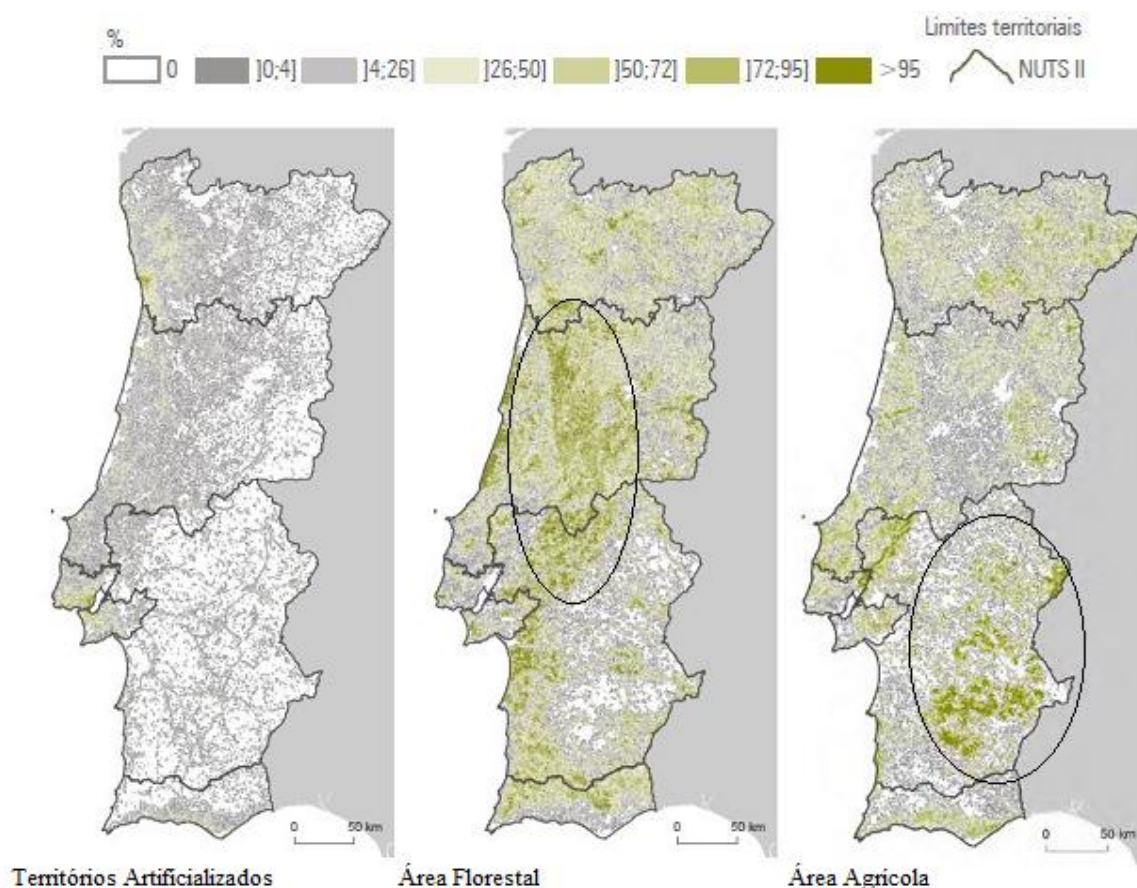 %
Limites territoriais
0 ]0;4] ]4;26] ]26;50] ]50;72] ]72;95] >95 NUTS II
0 50 km
0 50 km
0 50 km
Territórios Artificializados Área Florestal Área Agrícola